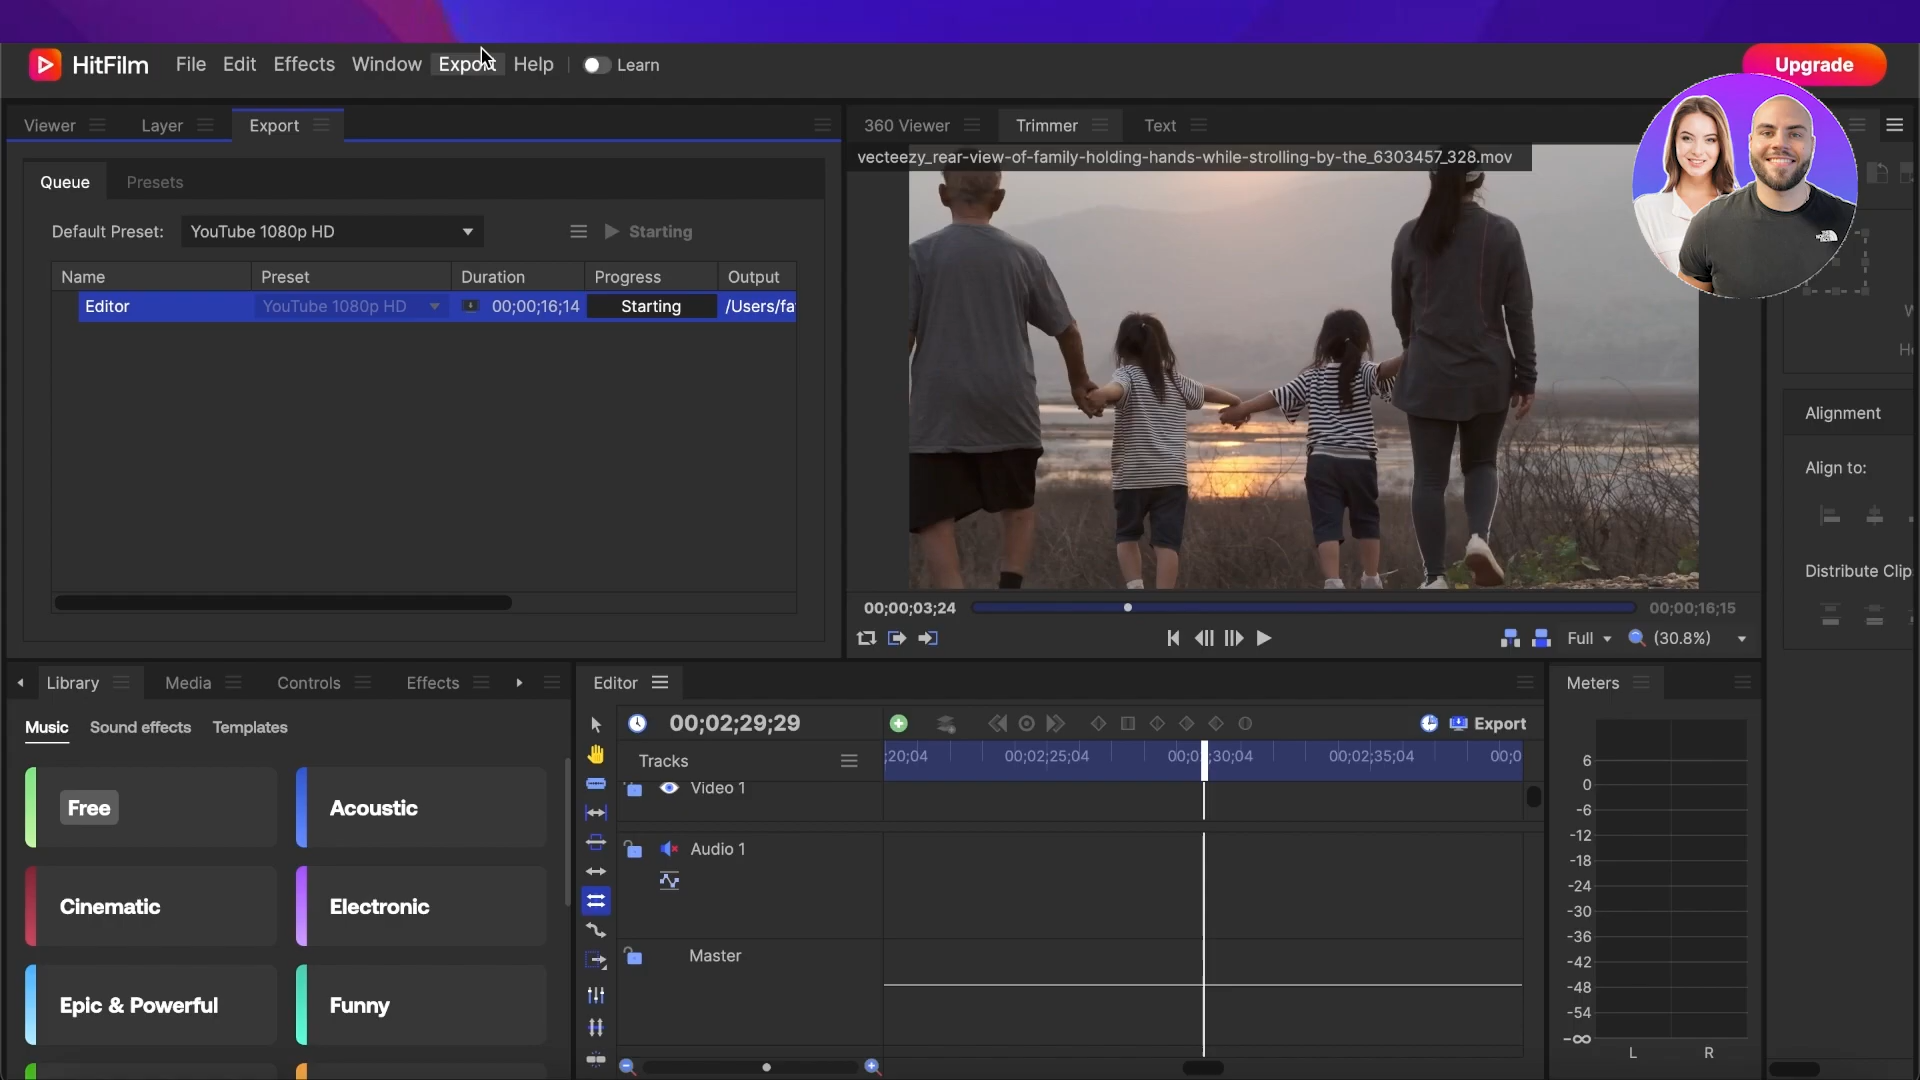 HitFilm File Edit Effects Window Export Help Learn
Upgrade
Viewer Layer Export
360 Viewer Trimmer Text
vecteezy_rear-view-of-family-holding-hands-while-strolling-by-the_6303457_328.mov
Queue Presets
Default Preset: YouTube 1080p HD Starting
Name Preset Duration Progress Output
Editor YouTube 1080p HD 00;00;16;14 Starting /Users/fa
W
He
Alignment
Align to:
Distribute Clip
00;00;03;24 00;00;16;15
Full (30.8%)
Library Media Controls Effects
Music Sound effects Templates
Free
Acoustic
Cinematic
Electronic
Epic & Powerful
Funny
Editor
00;02;29;29 Export
Tracks
;20;04 00;02;25;04 00;02;30;04 00;02;35;04 00;0
Video 1
Audio 1
Master
Meters
6
0
-6
-12
-18
-24
-30
-36
-42
-48
-54
-∞
L R